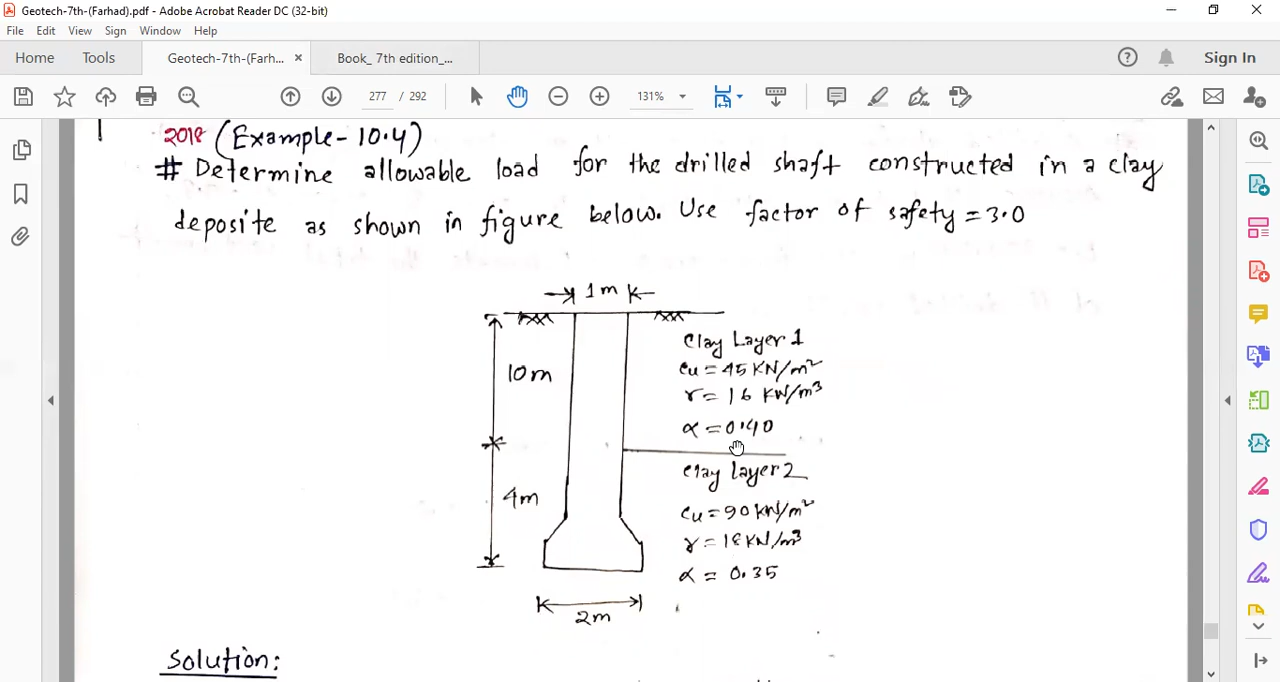 Geotech-7th-(Farhad).pdf - Adobe Acrobat Reader DC (32-bit)
File Edit View Sign Window Help
Home Tools Geotech-7th-(Farh... × Book_ 7th edition_... Sign In
277 / 292 131%
2018 (Example-10.4)
# Determine allowable load for the drilled shaft constructed in a clay
deposite as shown in figure below. Use factor of safety = 3.0
1m
Clay Layer 1
Cu = 45 KN/m²
γ = 16 KN/m³
α = 0.40
10m
Clay layer 2
Cu = 90 KN/m²
γ = 18 KN/m³
α = 0.35
4m
2m
Solution: